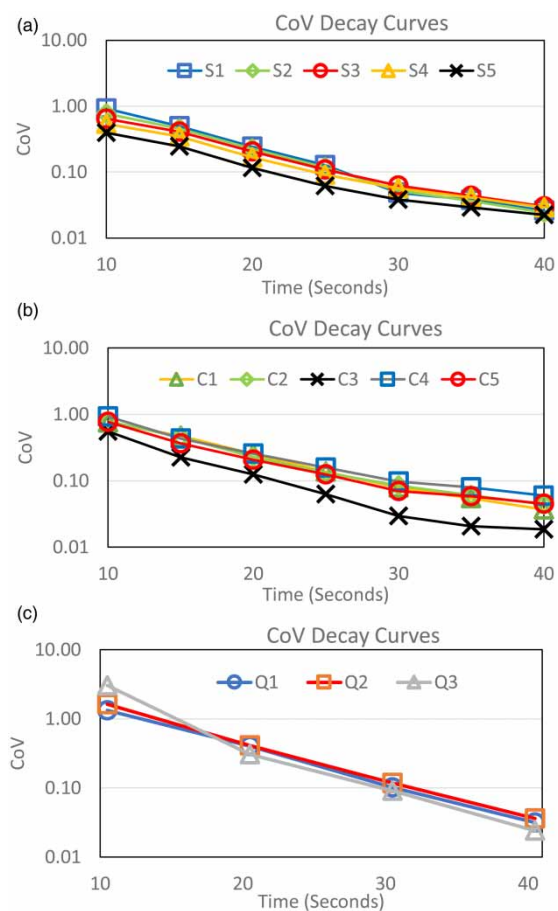 (a)
CoV Decay Curves
10.00
S1 S2 S3 S4 S5
1.00
CoV
0.10
0.01
10 20 30 40
Time (Seconds)
(b)
CoV Decay Curves
10.00
C1 C2 C3 C4 C5
1.00
CoV
0.10
0.01
10 20 30 40
Time (Seconds)
(c)
CoV Decay Curves
10.00
Q1 Q2 Q3
1.00
CoV
0.10
0.01
10 20 30 40
Time (Seconds)